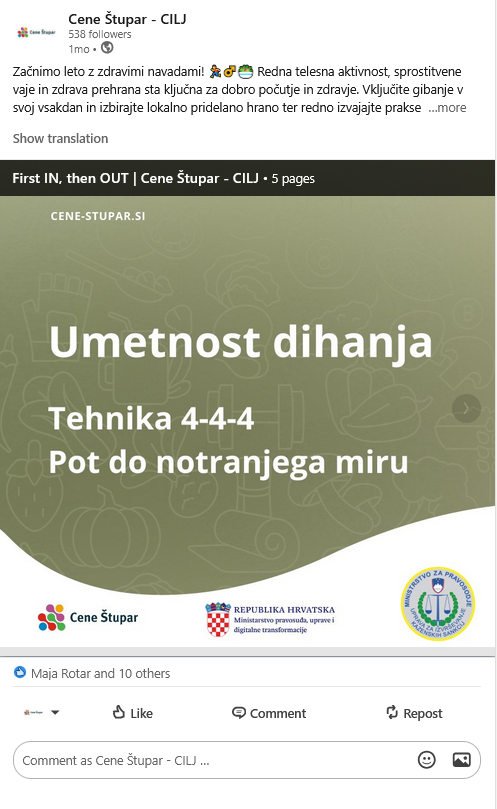 Cene Štupar - CILJ
538 followers
1mo •
Začnimo leto z zdravimi navadami! 🏃‍♂️🥗 Redna telesna aktivnost, sprostitvene
vaje in zdrava prehrana sta ključna za dobro počutje in zdravje. Vključite gibanje v
svoj vsakdan in izbirajte lokalno pridelano hrano ter redno izvajajte prakse ...more
Show translation
First IN, then OUT | Cene Štupar - CILJ • 5 pages
CENE-STUPAR.SI
Umetnost dihanja
Tehnika 4-4-4
Pot do notranjega miru
Cene Štupar
REPUBLIKA HRVATSKA
Ministarstvo pravosuđa, uprave i
digitalne transformacije
MINISTRSTVO ZA PRAVOSODJE
UPRAVA ZA IZVRŠEVANJE
KAZENSKIH SANKCIJ
Maja Rotar and 10 others
Like
Comment
Repost
Comment as Cene Štupar - CILJ ...